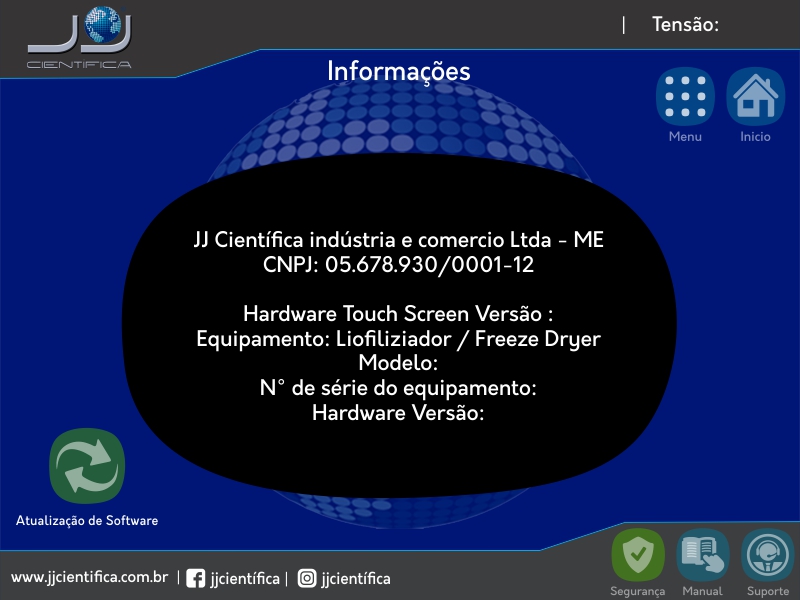 JJ
CIENTÍFICA
| Tensão:
Informações
Menu
Inicio
JJ Científica indústria e comercio Ltda - ME
CNPJ: 05.678.930/0001-12
Hardware Touch Screen Versão :
Equipamento: Liofiliziador / Freeze Dryer
Modelo:
N° de série do equipamento:
Hardware Versão:
Atualização de Software
www.jjcientifica.com.br | jjcientífica | jjcientífica
Segurança
Manual
Suporte